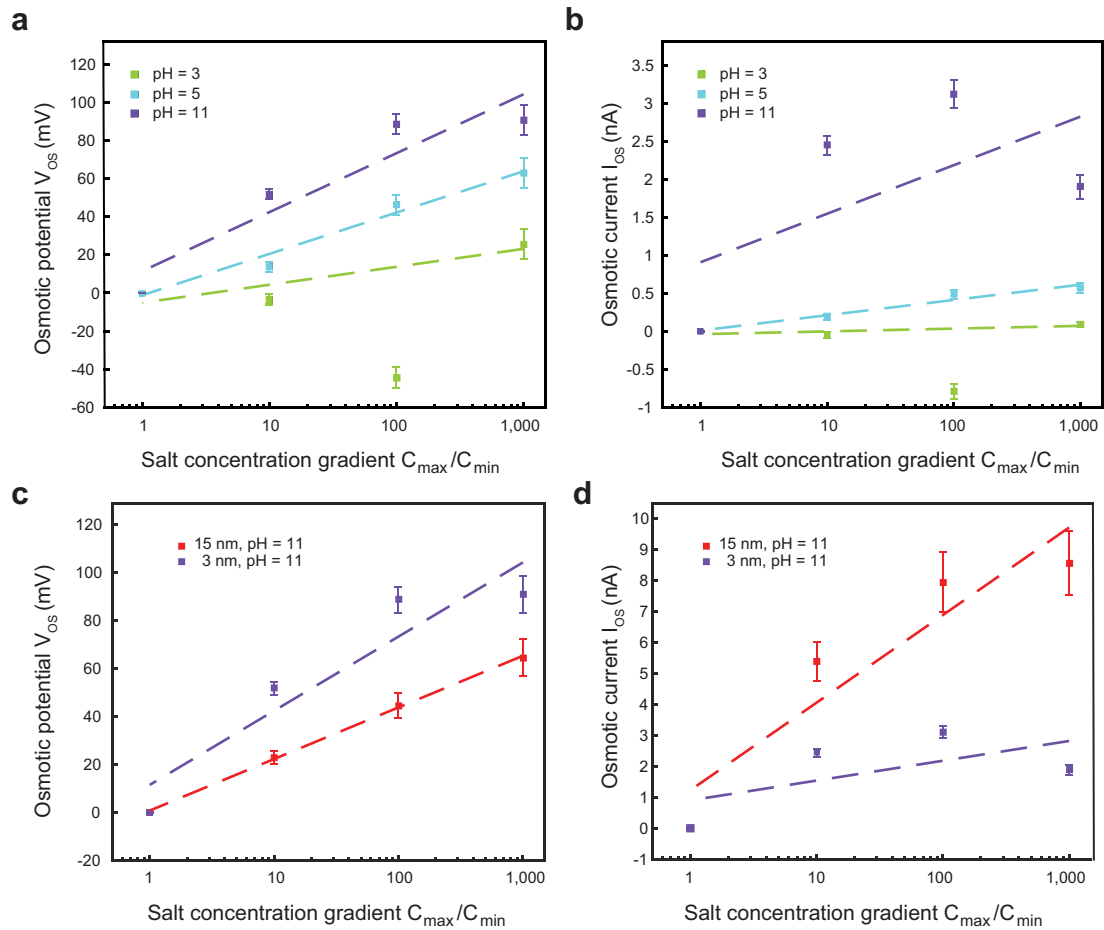 a
120
100
80
60
40
20
0
-20
-40
-60
Osmotic potential V_OS (mV)
pH = 3
pH = 5
pH = 11
1
10
100
1,000
Salt concentration gradient C_max/C_min
b
3.5
3
2.5
2
1.5
1
0.5
0
-0.5
-1
Osmotic current I_OS (nA)
pH = 3
pH = 5
pH = 11
1
10
100
1,000
Salt concentration gradient C_max/C_min
c
120
100
80
60
40
20
0
-20
Osmotic potential V_OS (mV)
15 nm, pH = 11
3 nm, pH = 11
1
10
100
1,000
Salt concentration gradient C_max/C_min
d
10
9
8
7
6
5
4
3
2
1
0
-1
Osmotic current I_OS (nA)
15 nm, pH = 11
3 nm, pH = 11
1
10
100
1,000
Salt concentration gradient C_max/C_min